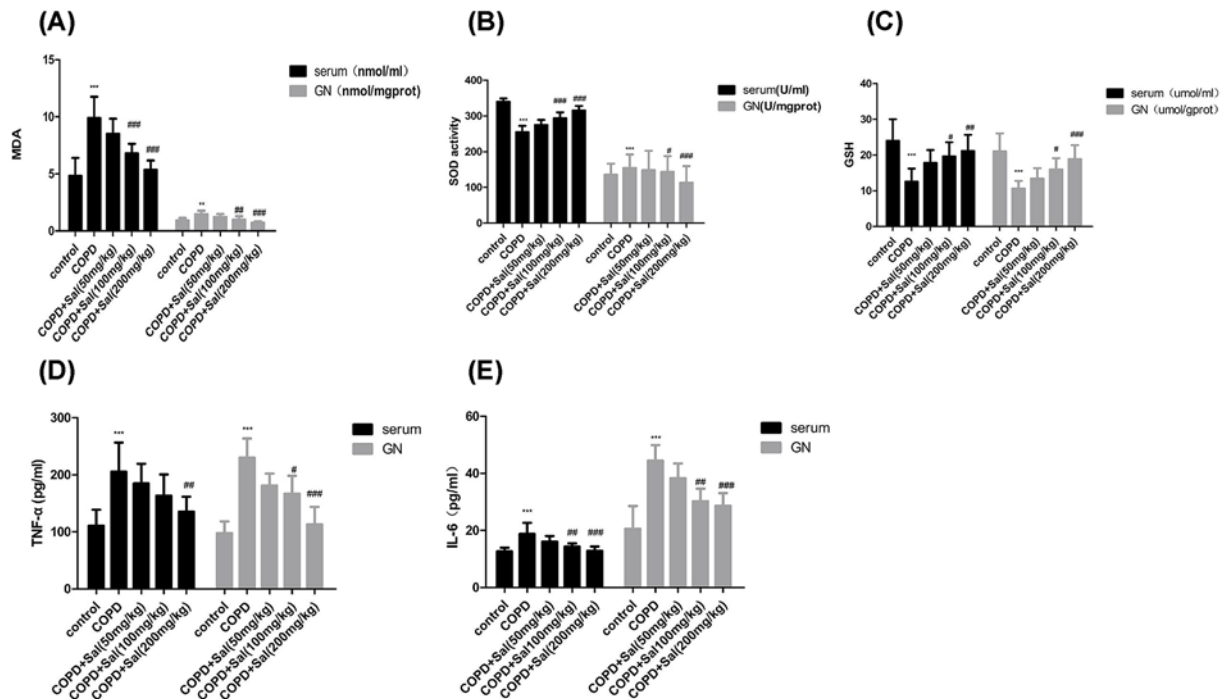 (A)
15
10
5
0
MDA
***
###
###
**
##
###
serum（nmol/ml)
GN（nmol/mgprot)
control
COPD
COPD+Sal(50mg/kg)
COPD+Sal(100mg/kg)
COPD+Sal(200mg/kg)
control
COPD
COPD+Sal(50mg/kg)
COPD+Sal(100mg/kg)
COPD+Sal(200mg/kg)
(B)
400
300
200
100
0
SOD activity
***
###
###
***
#
###
serum(U/ml)
GN(U/mgprot)
control
COPD
COPD+Sal(50mg/kg)
COPD+Sal(100mg/kg)
COPD+Sal(200mg/kg)
control
COPD
COPD+Sal(50mg/kg)
COPD+Sal(100mg/kg)
COPD+Sal(200mg/kg)
(C)
40
30
20
10
0
GSH
***
#
##
***
#
###
serum（umol/ml)
GN（umol/gprot)
control
COPD
COPD+Sal(50mg/kg)
COPD+Sal(100mg/kg)
COPD+Sal(200mg/kg)
control
COPD
COPD+Sal(50mg/kg)
COPD+Sal(100mg/kg)
COPD+Sal(200mg/kg)
(D)
300
200
100
0
TNF-α (pg/ml)
***
##
***
#
###
serum
GN
control
COPD
COPD+Sal(50mg/kg)
COPD+Sal(100mg/kg)
COPD+Sal(200mg/kg)
control
COPD
COPD+Sal(50mg/kg)
COPD+Sal(100mg/kg)
COPD+Sal(200mg/kg)
(E)
60
40
20
0
IL-6（pg/ml）
***
##
###
***
##
###
serum
GN
control
COPD
COPD+Sal(50mg/kg)
COPD+Sal100mg/kg)
COPD+Sal(200mg/kg)
control
COPD
COPD+Sal(50mg/kg)
COPD+Sal(100mg/kg)
COPD+Sal(200mg/kg)